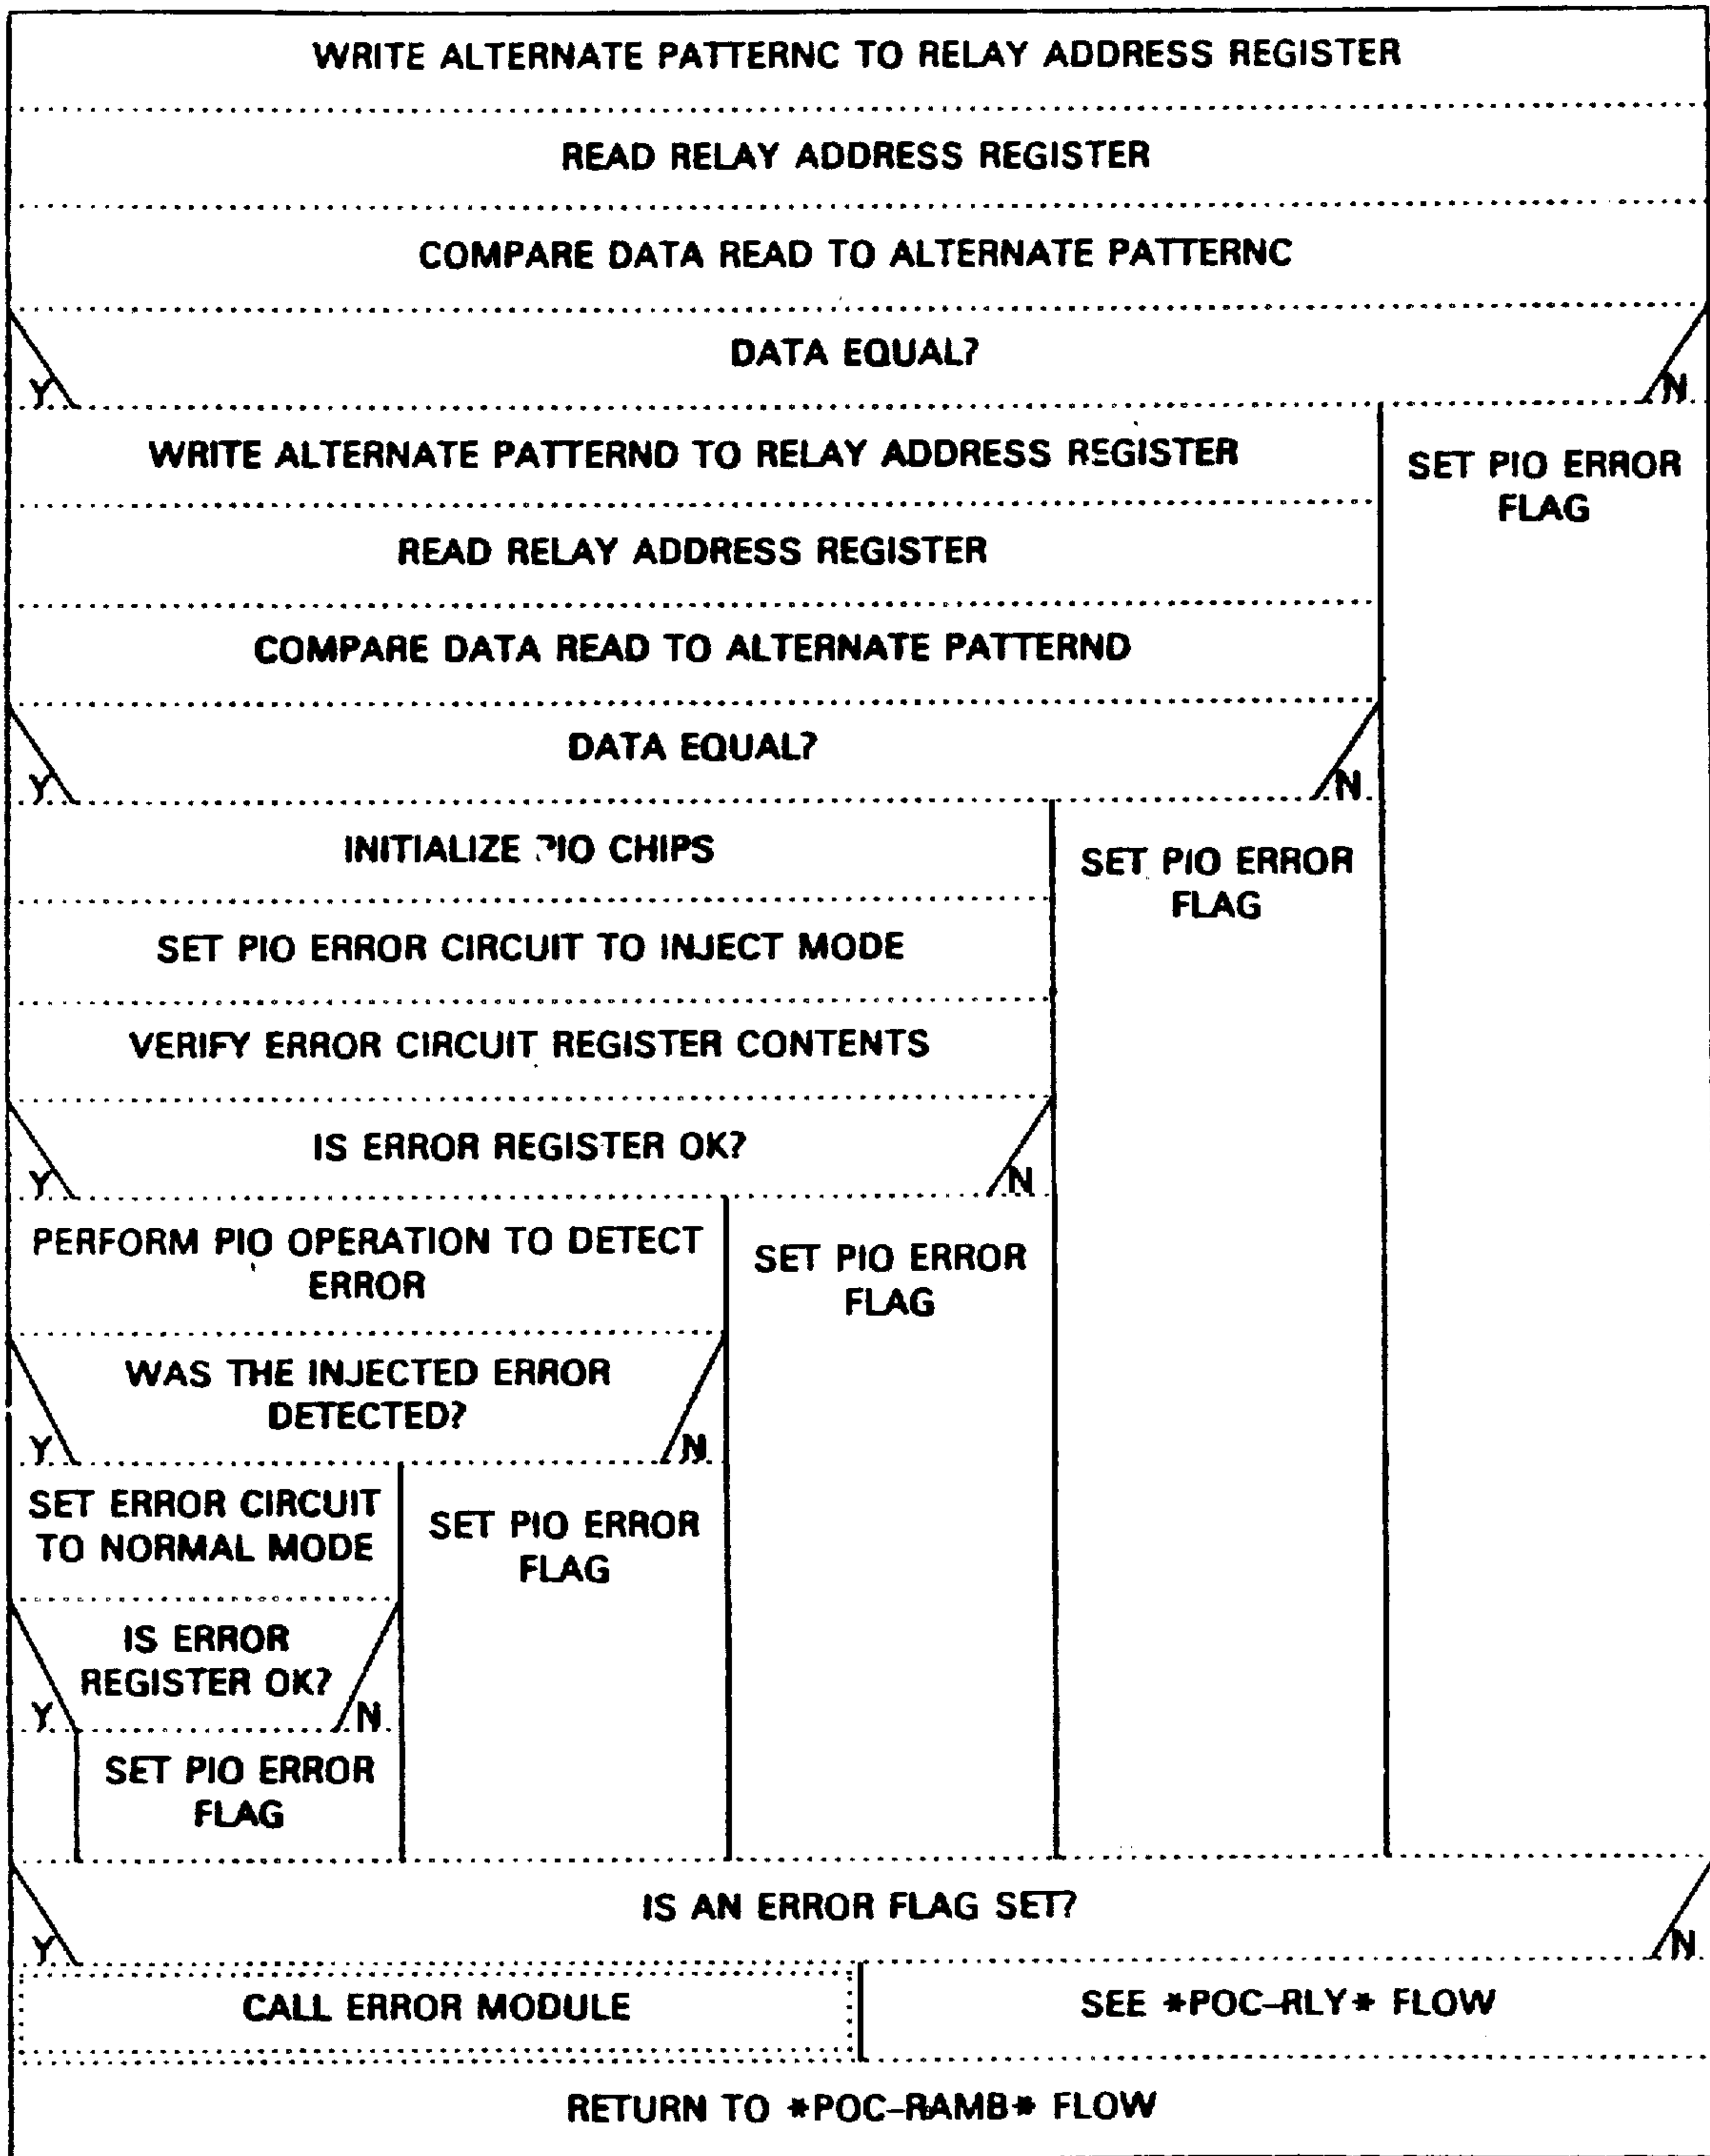 WRITE ALTERNATE PATTERNC TO RELAY ADDRESS REGISTER
READ RELAY ADDRESS REGISTER
COMPARE DATA READ TO ALTERNATE PATTERNC
DATA EQUAL?
Y
N
WRITE ALTERNATE PATTERND TO RELAY ADDRESS REGISTER
SET PIO ERROR
FLAG
READ RELAY ADDRESS REGISTER
COMPARE DATA READ TO ALTERNATE PATTERND
DATA EQUAL?
Y
N
INITIALIZE PIO CHIPS
SET PIO ERROR
FLAG
SET PIO ERROR CIRCUIT TO INJECT MODE
VERIFY ERROR CIRCUIT REGISTER CONTENTS
IS ERROR REGISTER OK?
Y
N
PERFORM PIO OPERATION TO DETECT
ERROR
SET PIO ERROR
FLAG
WAS THE INJECTED ERROR
DETECTED?
Y
N
SET ERROR CIRCUIT
TO NORMAL MODE
SET PIO ERROR
FLAG
IS ERROR
REGISTER OK?
Y
N
SET PIO ERROR
FLAG
IS AN ERROR FLAG SET?
Y
N
CALL ERROR MODULE
SEE *POC-RLY* FLOW
RETURN TO *POC-RAMB* FLOW